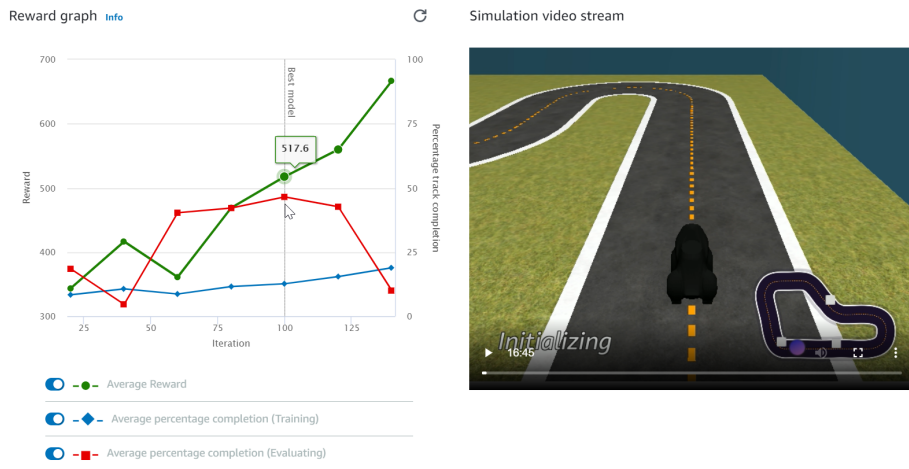 Reward graph Info
Simulation video stream
700
600
500
400
300
Reward
100
75
50
25
0
Percentage track completion
Best model
517.6
25
50
75
100
125
Iteration
Average Reward
Average percentage completion (Training)
Average percentage completion (Evaluating)
Initializing
16:45